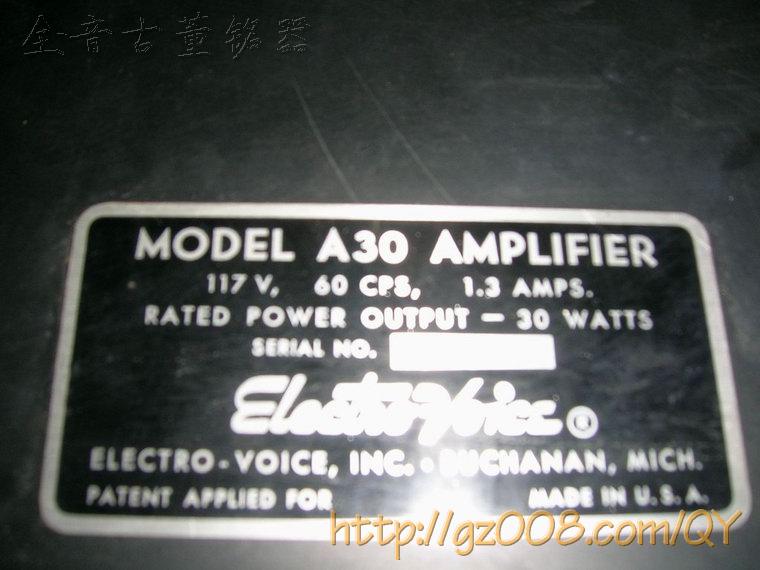 全音古董铭器
MODEL A30 AMPLIFIER
117 V, 60 CPS, 1.3 AMPS.
RATED POWER OUTPUT - 30 WATTS
SERIAL NO.
Electro-Voice ®
ELECTRO-VOICE, INC. • BUCHANAN, MICH.
PATENT APPLIED FOR MADE IN U.S.A.
http://gz008.com/QY